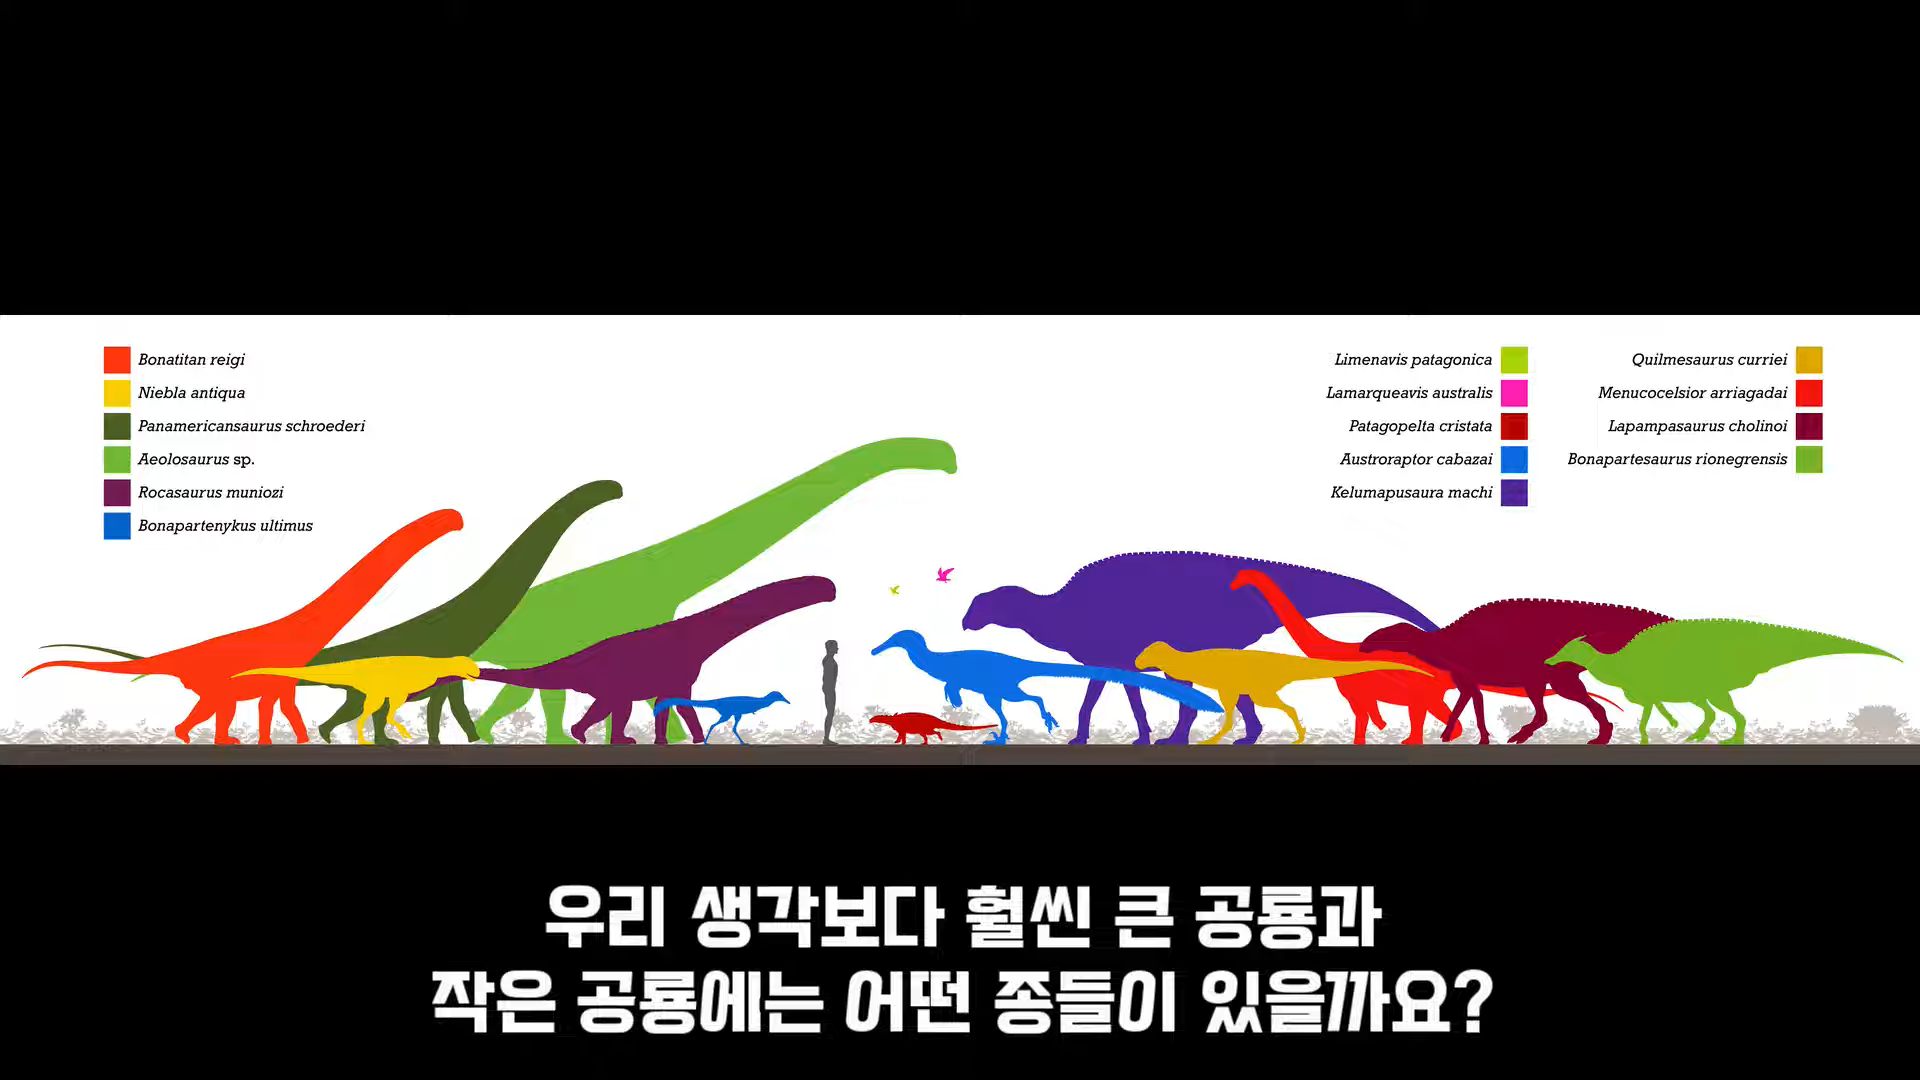 Bonatitan reigi
Niebla antiqua
Panamericansaurus schroederi
Aeolosaurus sp.
Rocasaurus muniozi
Bonapartenykus ultimus
Limenavis patagonica
Lamarqueavis australis
Patagopelta cristata
Austroraptor cabazai
Kelumapusaura machi
Quilmesaurus curriei
Menucocelsior arriagadai
Lapampasaurus cholinoi
Bonapartesaurus rionegrensis
우리 생각보다 훨씬 큰 공룡과
작은 공룡에는 어떤 종들이 있을까요?